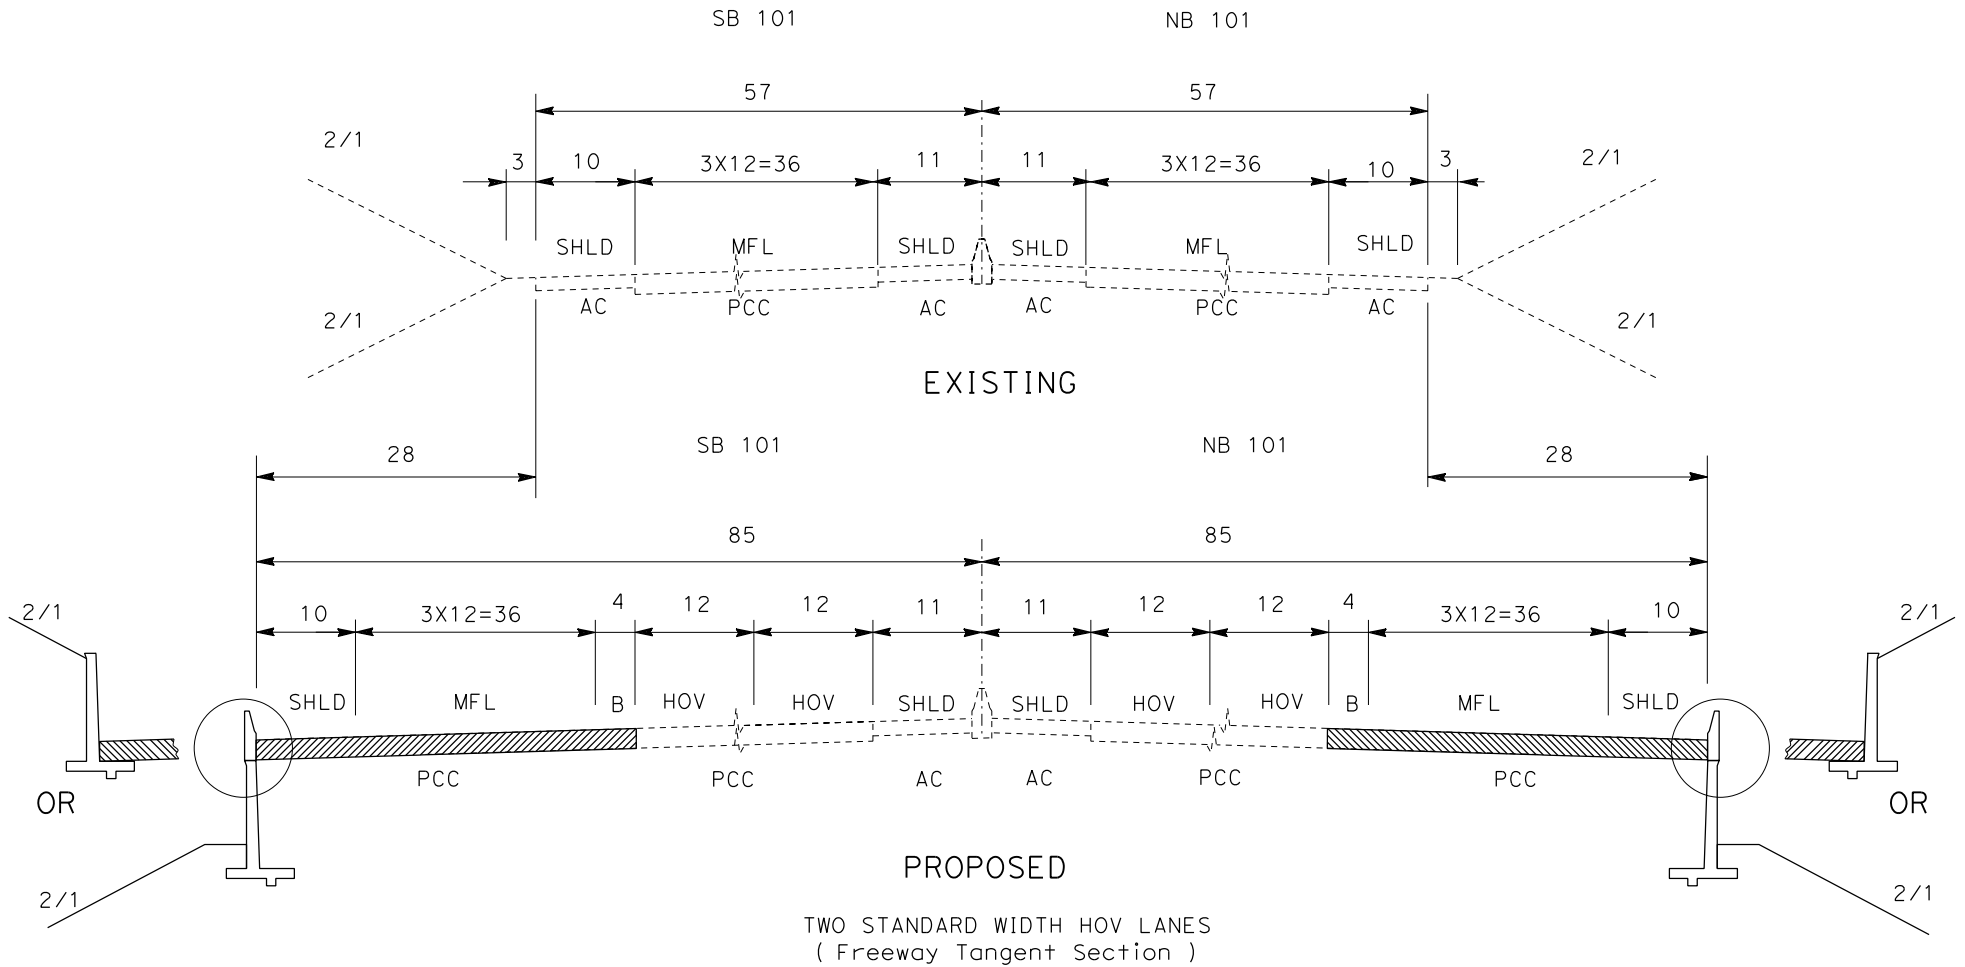 SB 101 NB 101
57 57
2/1 3 10 3X12=36 11 11 3X12=36 10 3 2/1
SHLD MFL SHLD SHLD MFL SHLD
AC PCC AC AC PCC AC
2/1 2/1
EXISTING
SB 101 NB 101
28 28
85 85
2/1 10 3X12=36 4 12 12 11 11 12 12 4 3X12=36 10 2/1
SHLD MFL B HOV HOV SHLD SHLD HOV HOV B MFL SHLD
PCC PCC AC AC PCC PCC
OR OR
PROPOSED
2/1 2/1
TWO STANDARD WIDTH HOV LANES
( Freeway Tangent Section )